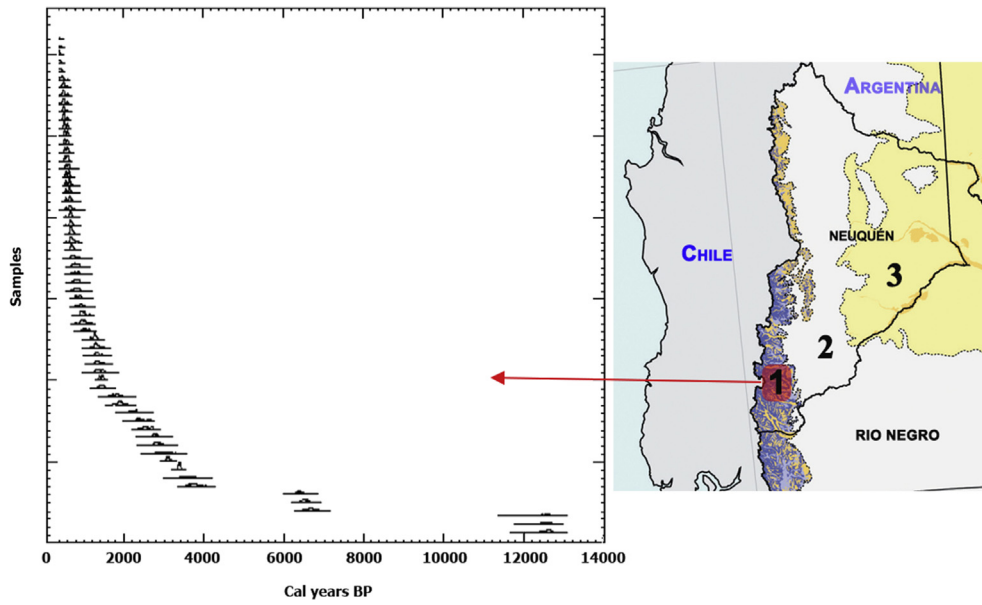 Samples
0 2000 4000 6000 8000 10000 12000 14000
Cal years BP
ARGENTINA
CHILE
NEUQUÉN
3
2
1
RIO NEGRO